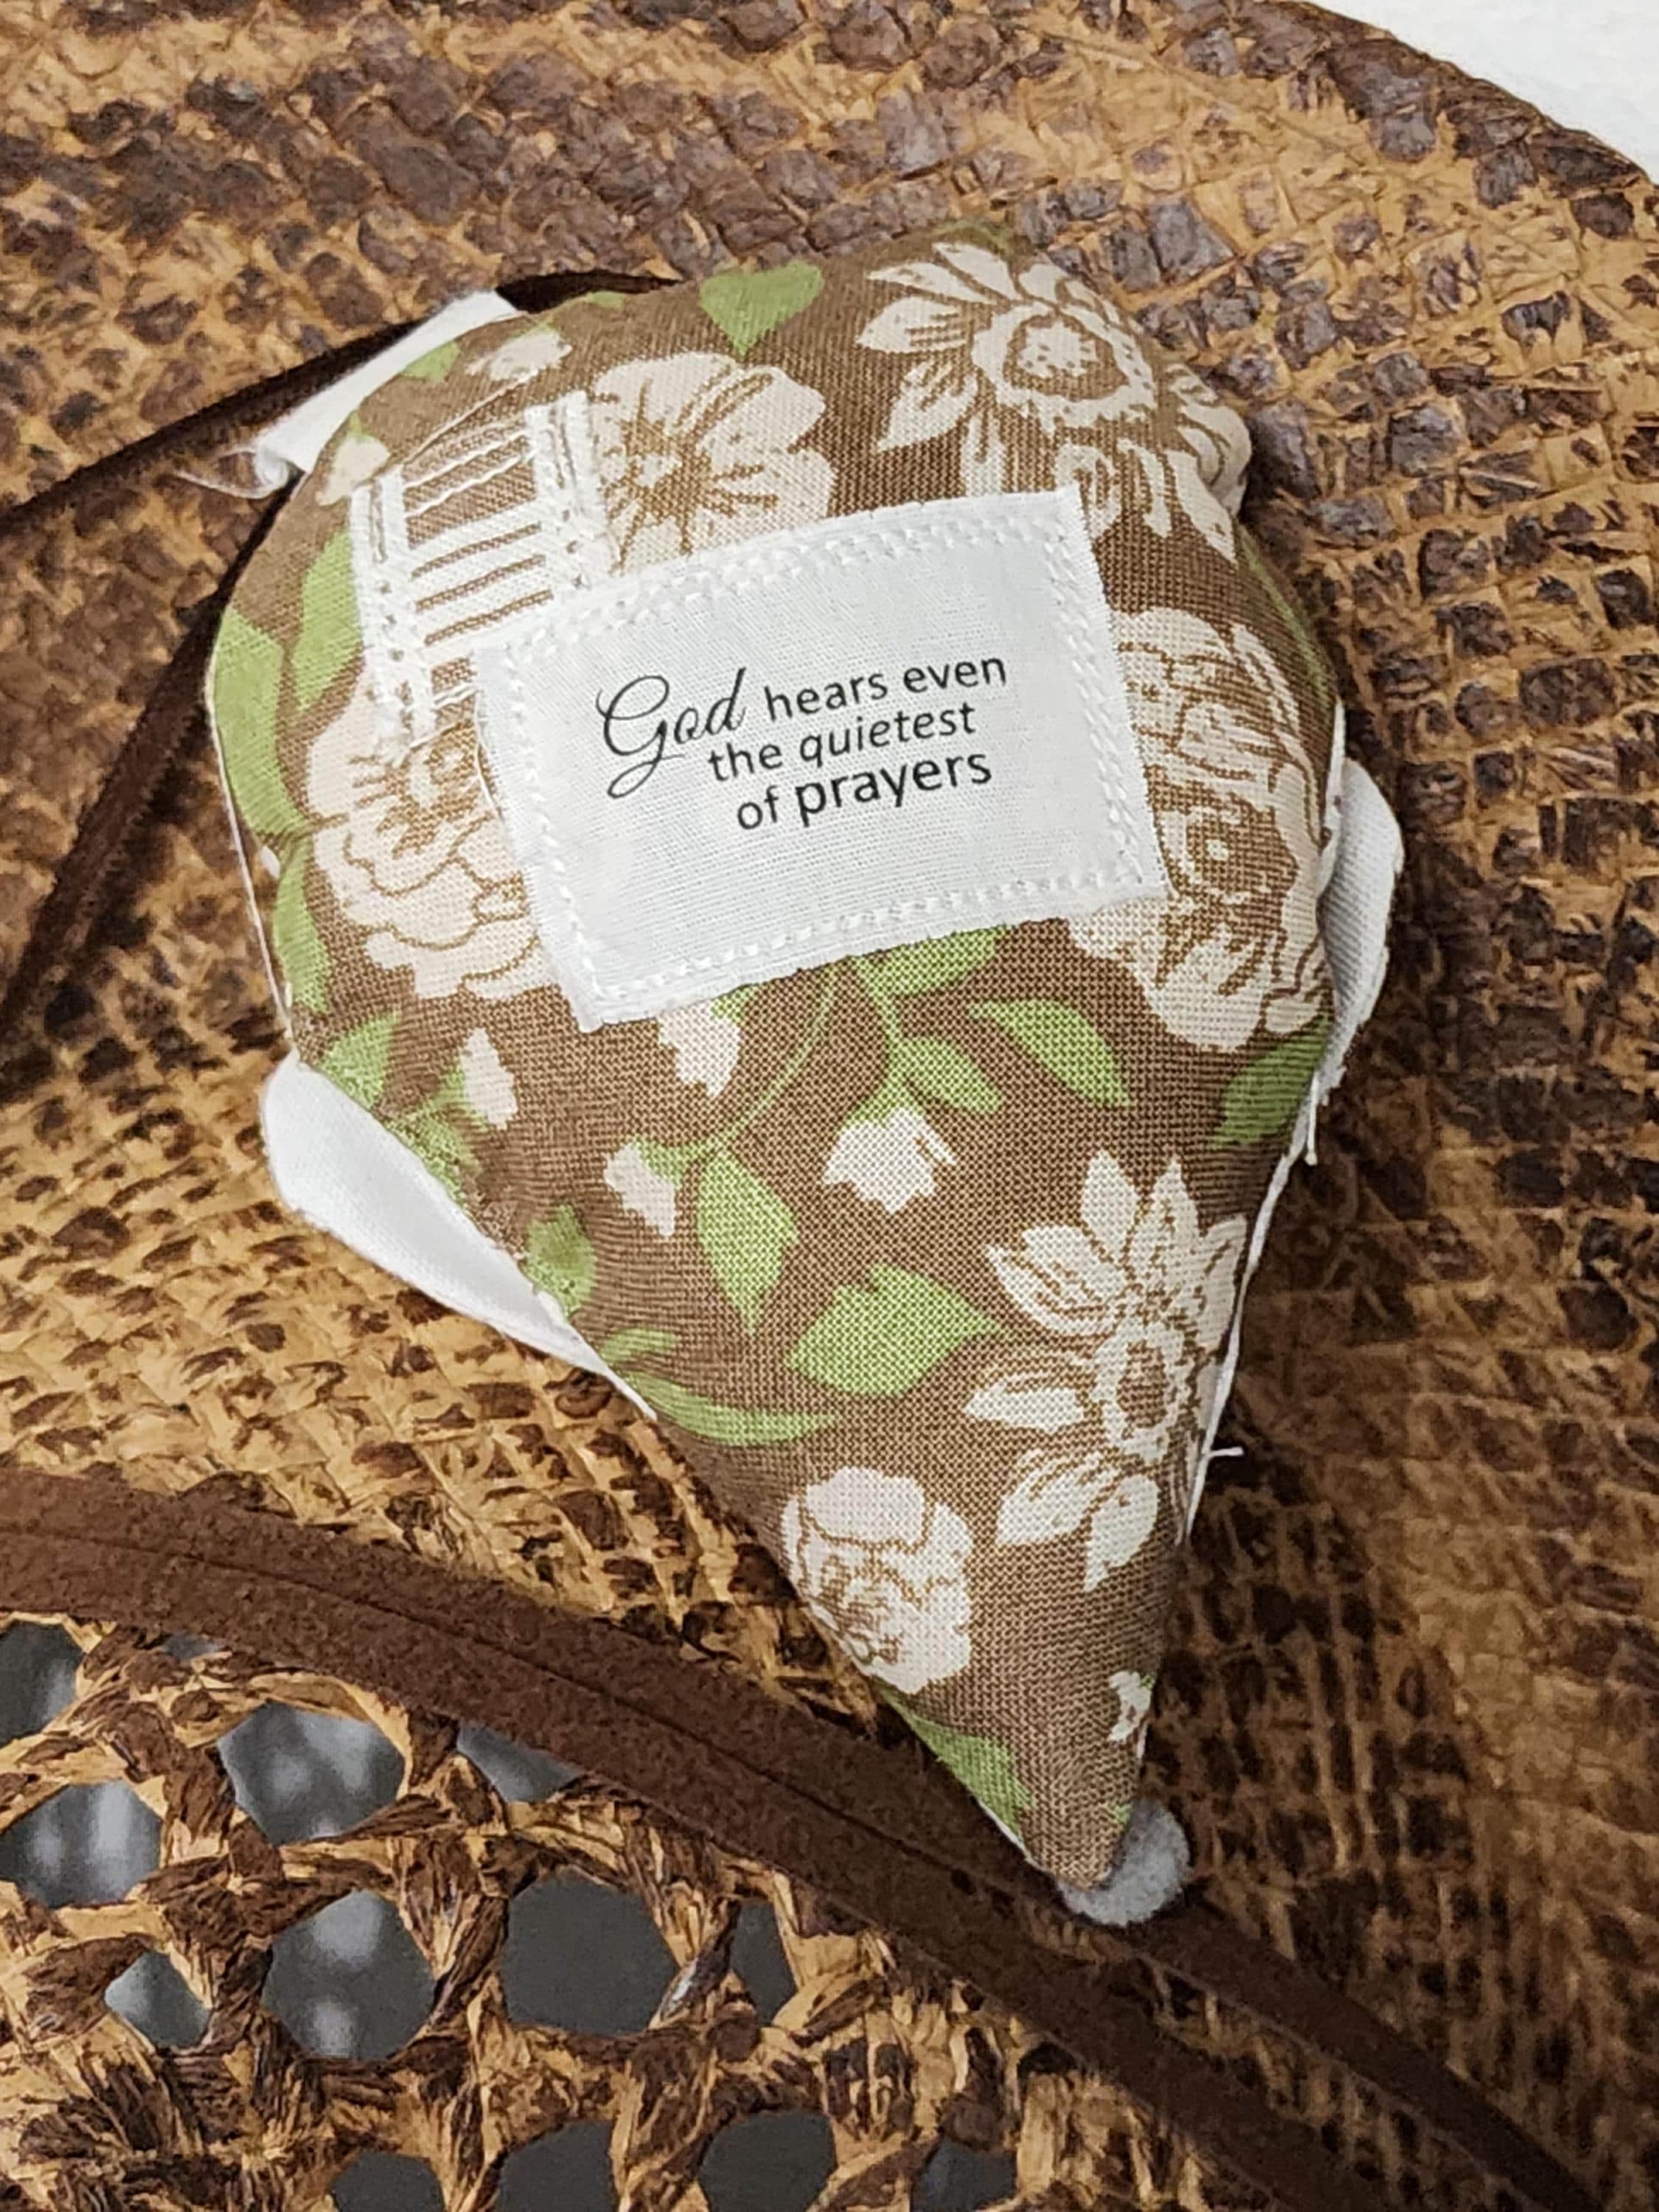 God hears even
the quietest
of prayers